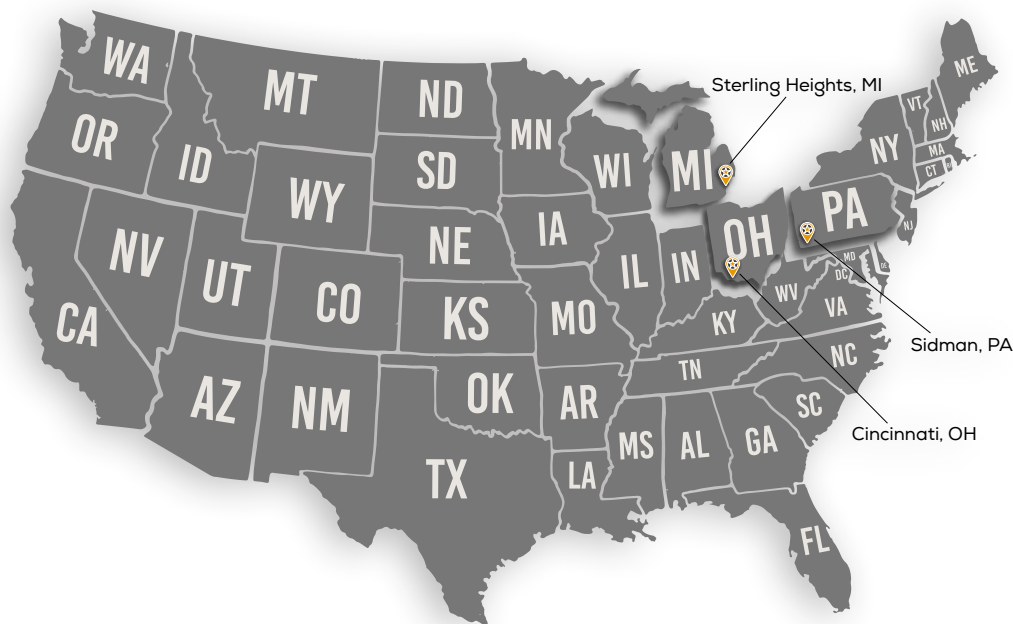 WA
MT
ND
MN
Sterling Heights, MI
ME
VT
NH
OR
ID
SD
WI
MI
NY
MA
CT
WY
IA
NE
OH
PA
NJ
NV
UT
CO
IL
IN
MD
DE
DC
WV
VA
CA
KS
MO
KY
Sidman, PA
NC
TN
AZ
NM
OK
AR
SC
Cincinnati, OH
MS
AL
GA
TX
LA
FL